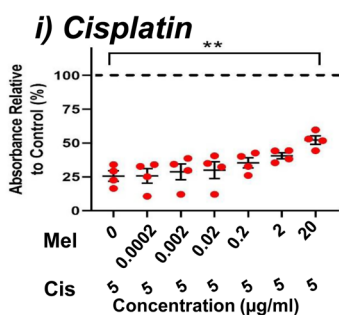 i) Cisplatin
**
Absorbance Relative
to Control (%)
100
75
50
25
0
Mel 0 0.0002 0.002 0.02 0.2 2 20
Cis 5 5 5 5 5 5 5
Concentration (µg/ml)